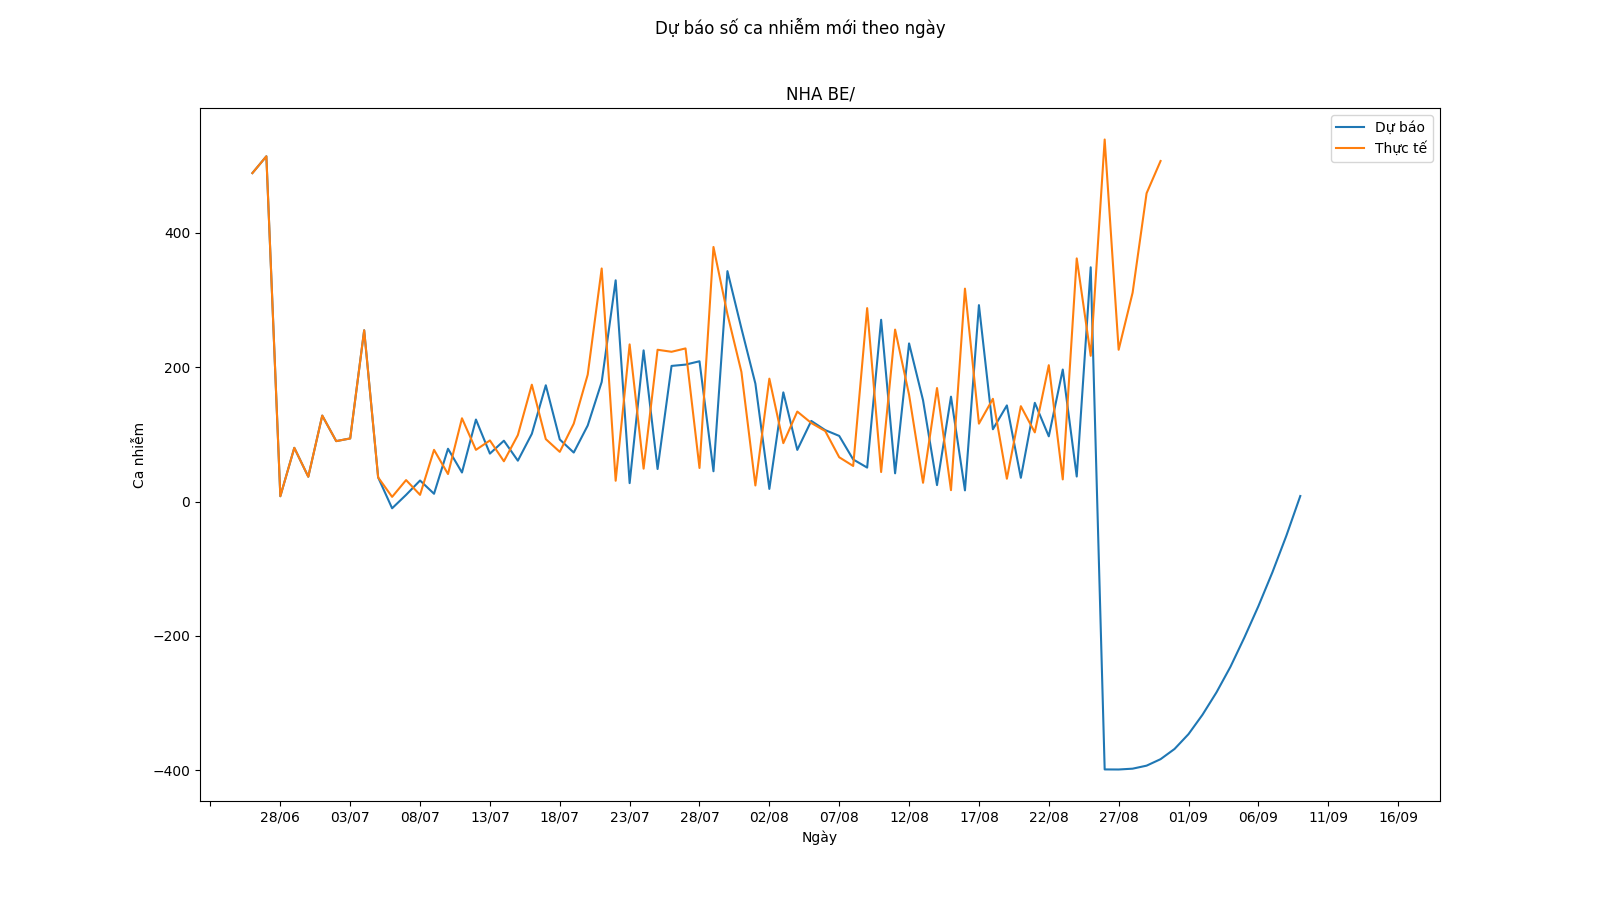 Dự báo số ca nhiễm mới theo ngày
NHA BE/
Dự báo
Thực tế
400
200
0
−200
−400
Ca nhiễm
28/06 03/07 08/07 13/07 18/07 23/07 28/07 02/08 07/08 12/08 17/08 22/08 27/08 01/09 06/09 11/09 16/09
Ngày